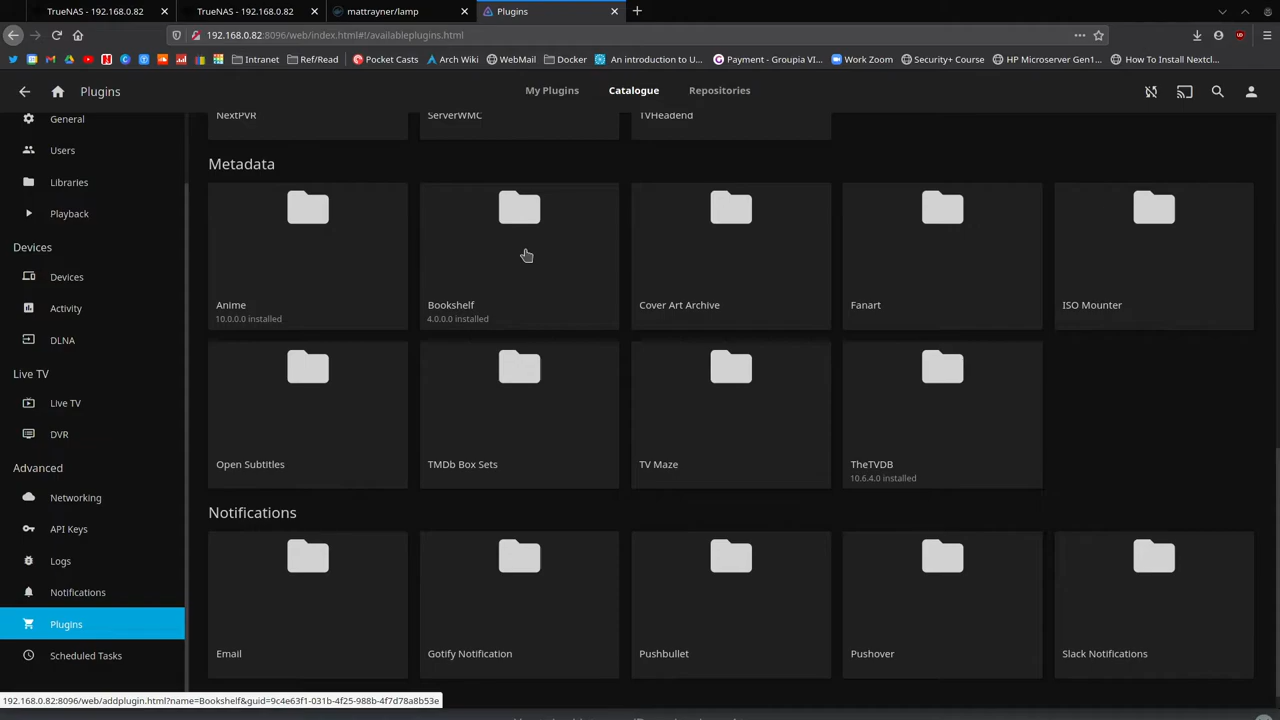 TrueNAS - 192.168.0.82
TrueNAS - 192.168.0.82
mattrayner/lamp
Plugins
192.168.0.82:8096/web/index.html#!/availableplugins.html
Intranet
Ref/Read
Pocket Casts
Arch Wiki
WebMail
Docker
An introduction to U...
Payment - Groupia VI...
Work Zoom
Security+ Course
HP Microserver Gen1...
How To Install Nextcl...
Plugins
My Plugins
Catalogue
Repositories
General
Users
Libraries
Playback
Devices
Devices
Activity
DLNA
Live TV
Live TV
DVR
Advanced
Networking
API Keys
Logs
Notifications
Plugins
Scheduled Tasks
NextPVR
ServerWMC
TVHeadend
Metadata
Anime
10.0.0.0 installed
Bookshelf
4.0.0.0 installed
Cover Art Archive
Fanart
ISO Mounter
Open Subtitles
TMDb Box Sets
TV Maze
TheTVDB
10.6.4.0 installed
Notifications
Email
Gotify Notification
Pushbullet
Pushover
Slack Notifications
192.168.0.82:8096/web/addplugin.html?name=Bookshelf&guid=9c4e63f1-031b-4f25-988b-4f7d78a8b53e